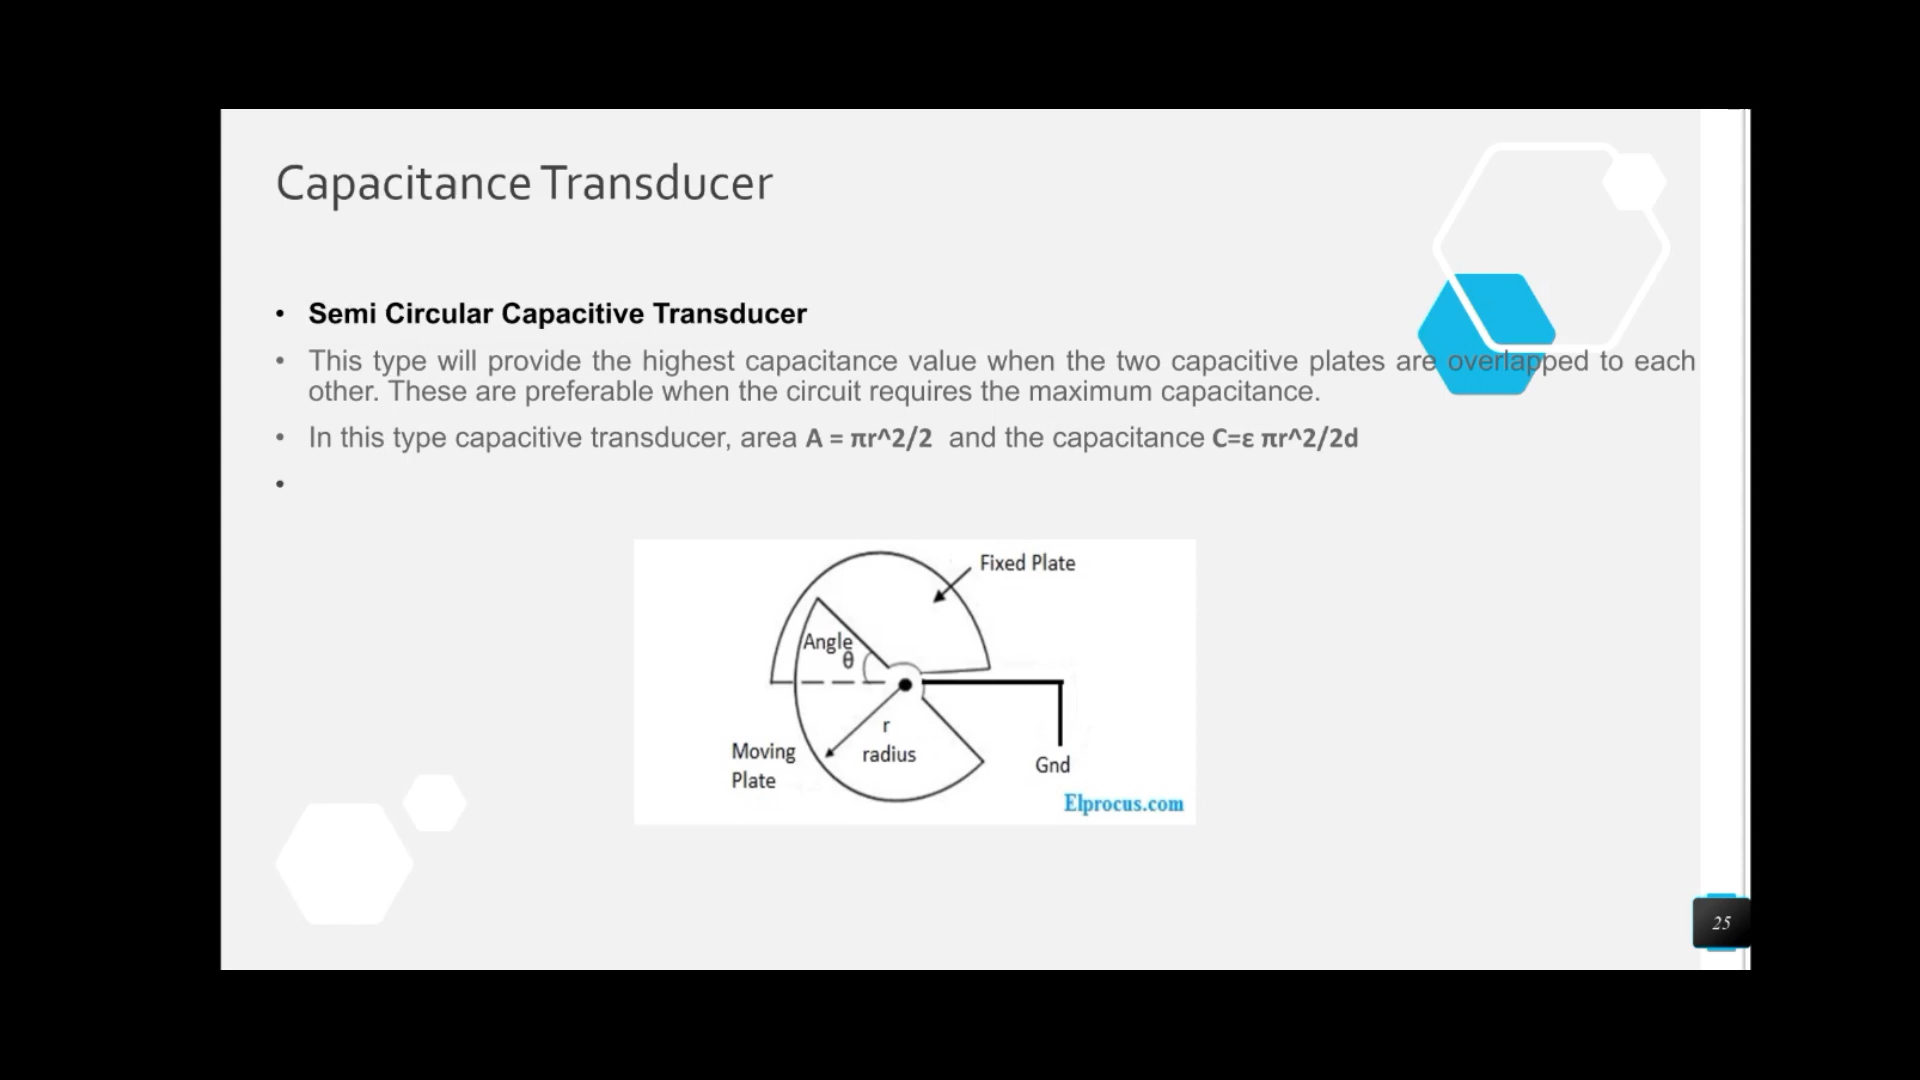 Capacitance Transducer
• Semi Circular Capacitive Transducer
• This type will provide the highest capacitance value when the two capacitive plates are overlapped to each
other. These are preferable when the circuit requires the maximum capacitance.
• In this type capacitive transducer, area A = πr^2/2 and the capacitance C=ε πr^2/2d
•
Fixed Plate
Angle
θ
r
radius
Moving
Plate
Gnd
Elprocus.com
25